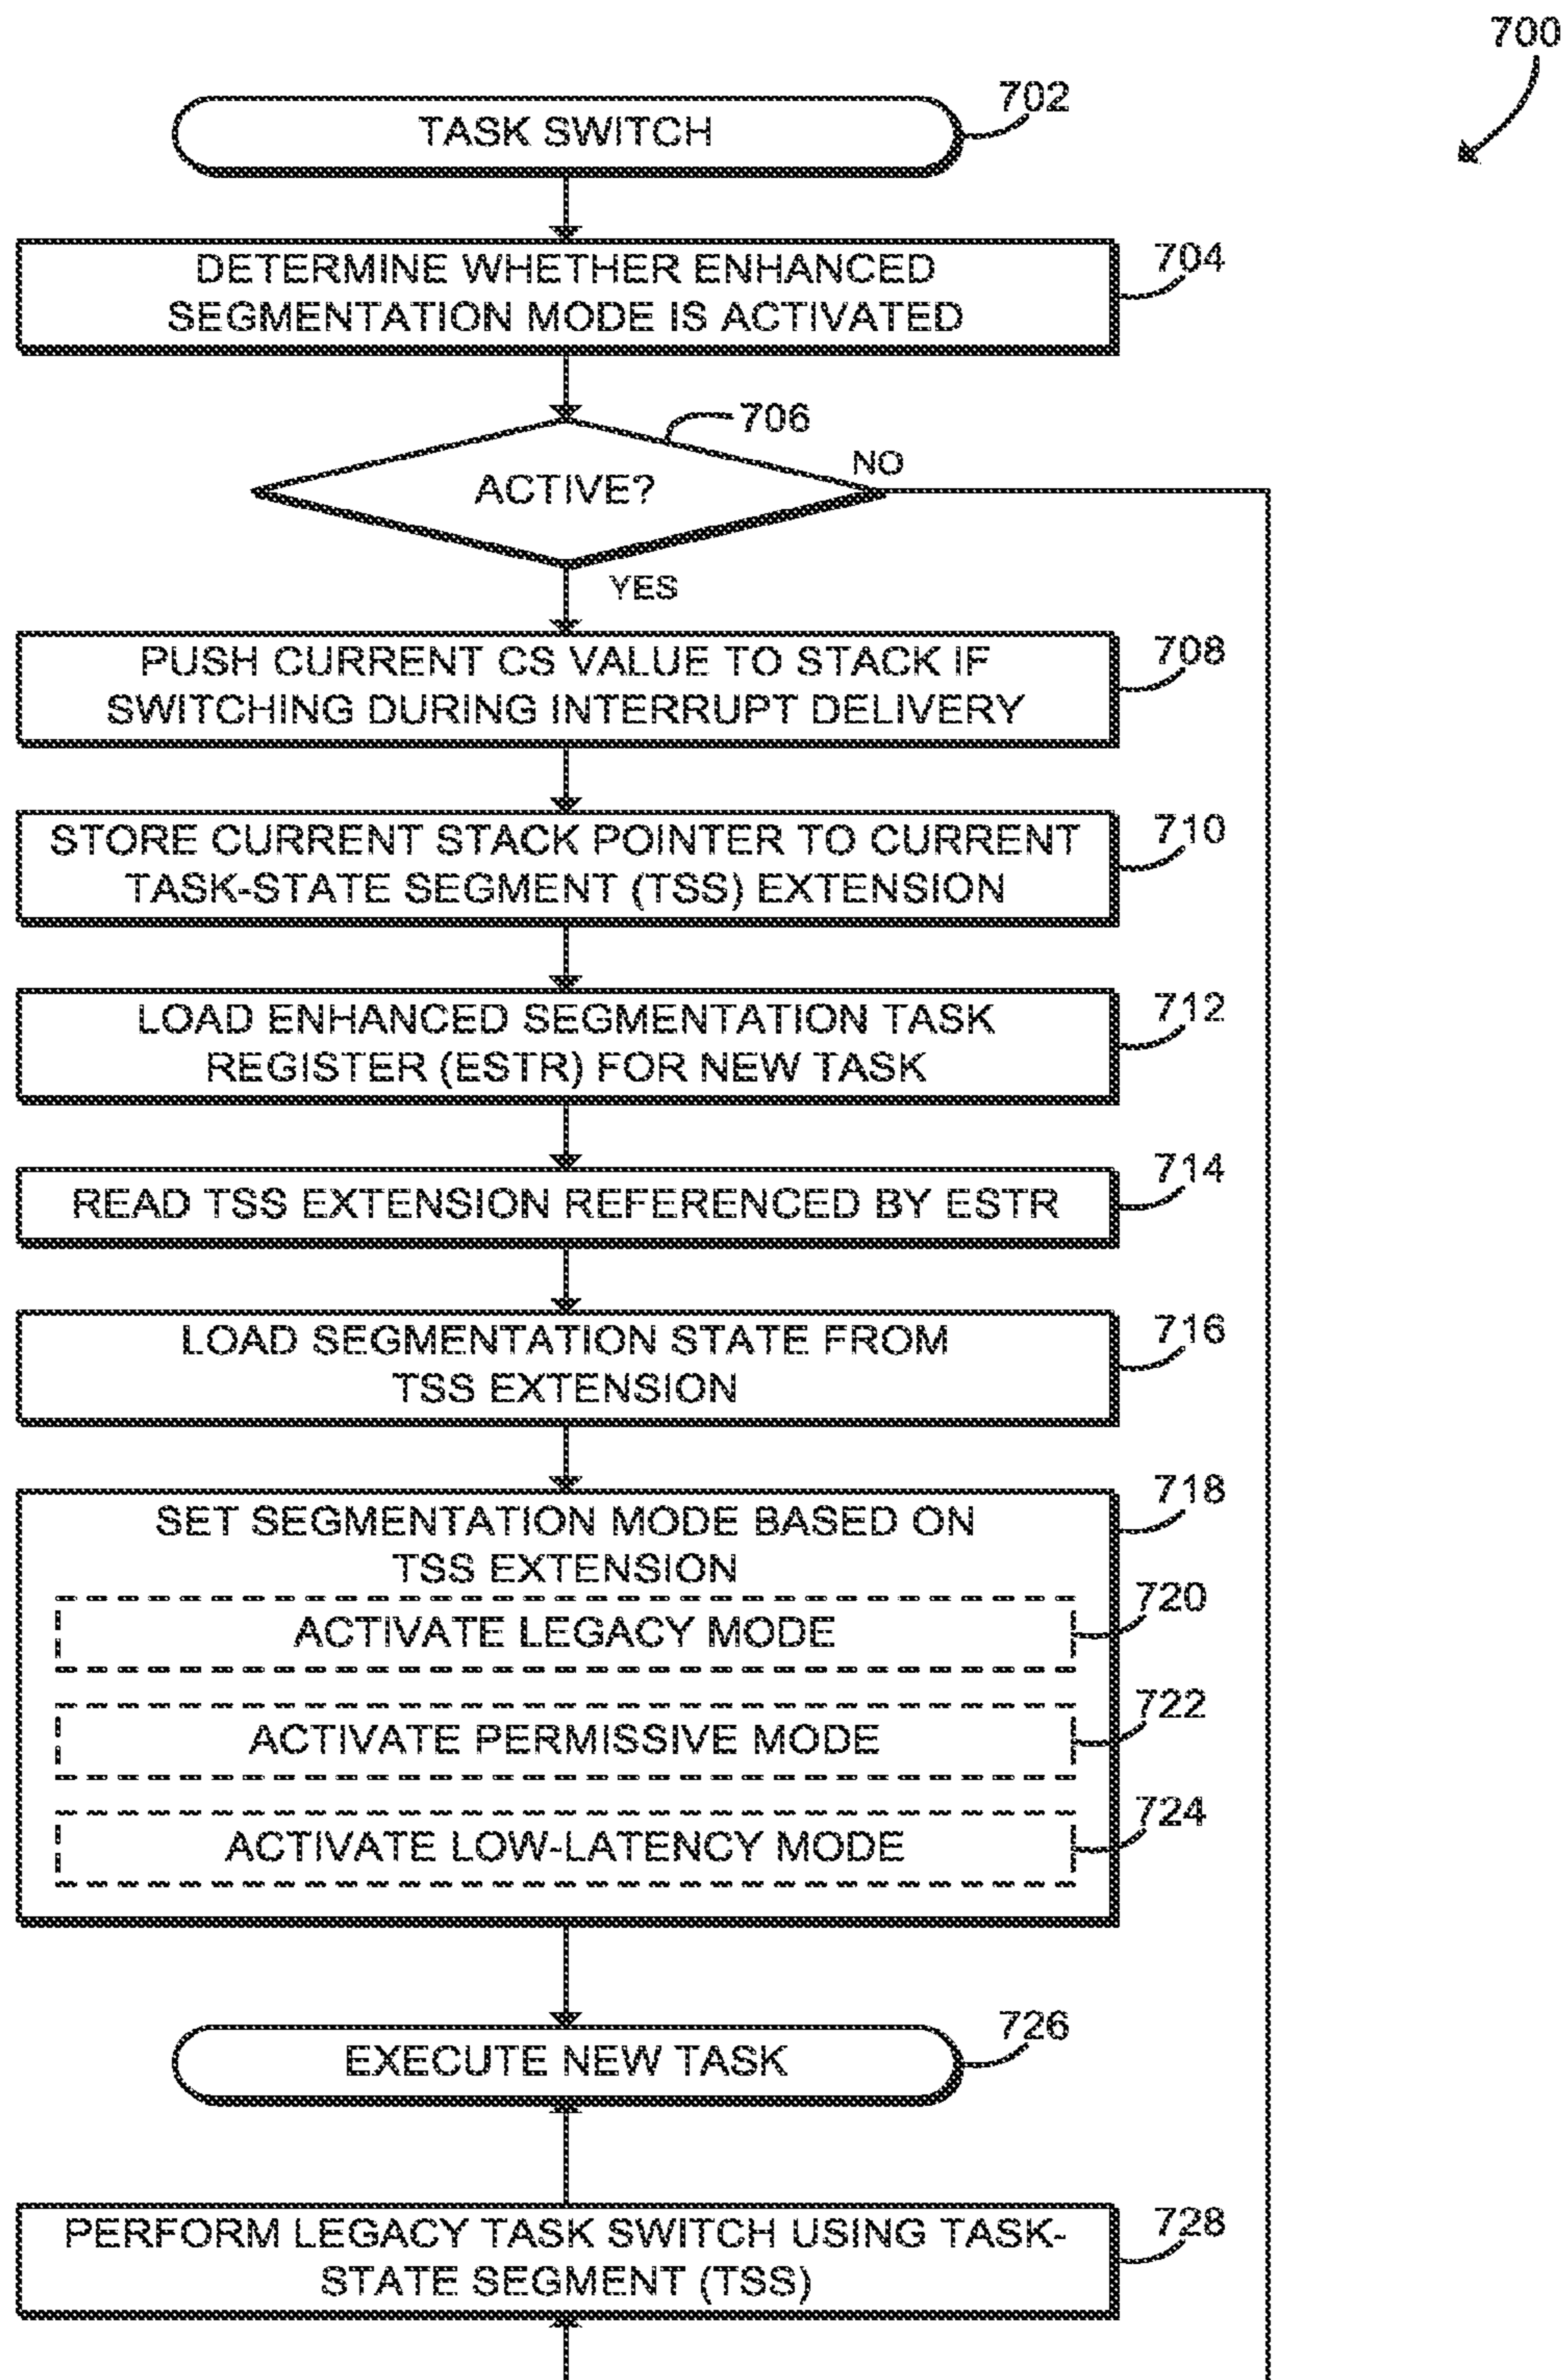 700
TASK SWITCH
702
DETERMINE WHETHER ENHANCED
SEGMENTATION MODE IS ACTIVATED
704
706
ACTIVE?
NO
YES
PUSH CURRENT CS VALUE TO STACK IF
SWITCHING DURING INTERRUPT DELIVERY
708
STORE CURRENT STACK POINTER TO CURRENT
TASK-STATE SEGMENT (TSS) EXTENSION
710
LOAD ENHANCED SEGMENTATION TASK
REGISTER (ESTR) FOR NEW TASK
712
READ TSS EXTENSION REFERENCED BY ESTR
714
LOAD SEGMENTATION STATE FROM
TSS EXTENSION
716
SET SEGMENTATION MODE BASED ON
TSS EXTENSION
718
ACTIVATE LEGACY MODE
720
ACTIVATE PERMISSIVE MODE
722
ACTIVATE LOW-LATENCY MODE
724
EXECUTE NEW TASK
726
PERFORM LEGACY TASK SWITCH USING TASK-
STATE SEGMENT (TSS)
728